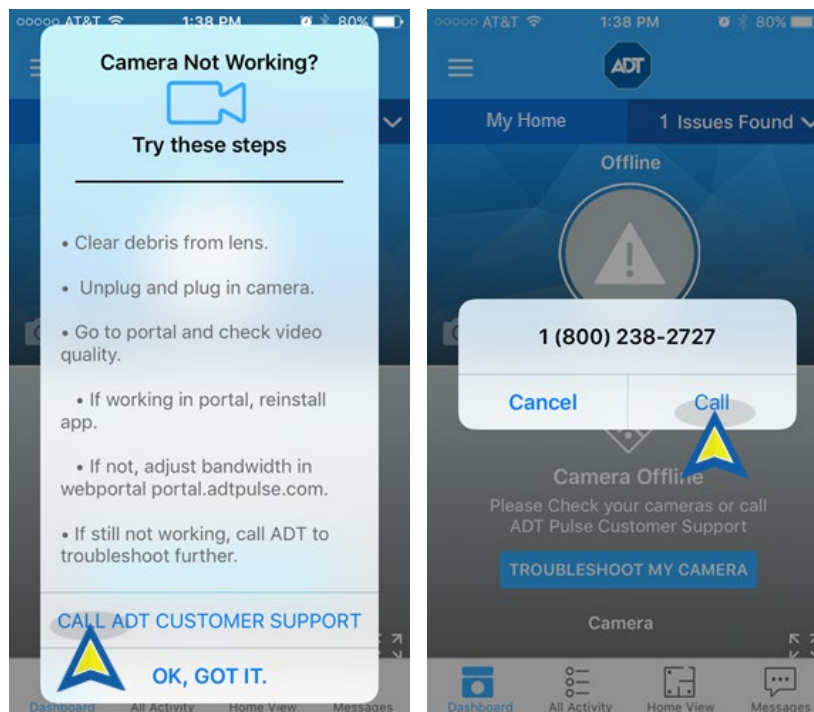 AT&T 1:38 PM 80%
Camera Not Working?
Try these steps
• Clear debris from lens.
• Unplug and plug in camera.
• Go to portal and check video
quality.
• If working in portal, reinstall
app.
• If not, adjust bandwidth in
webportal portal.adtpulse.com.
• If still not working, call ADT to
troubleshoot further.
CALL ADT CUSTOMER SUPPORT
OK, GOT IT.
Dashboard All Activity Home View Messages
AT&T 1:38 PM 80%
ADT
My Home 1 Issues Found
Offline
1 (800) 238-2727
Cancel Call
Camera Offline
Please Check your cameras or call
ADT Pulse Customer Support
TROUBLESHOOT MY CAMERA
Camera
Dashboard All Activity Home View Messages